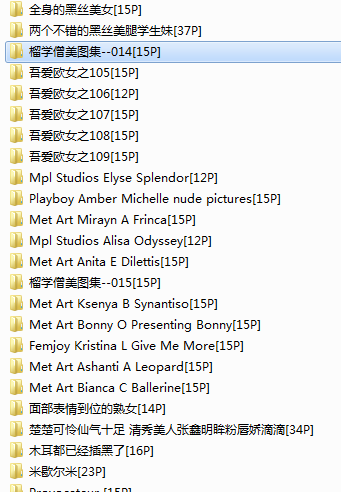 全身的黑丝美女[15P]
两个不错的黑丝美腿学生妹[37P]
榴学僧美图集--014[15P]
吾爱欧女之105[15P]
吾爱欧女之106[12P]
吾爱欧女之107[15P]
吾爱欧女之108[15P]
吾爱欧女之109[15P]
Mpl Studios Elyse Splendor[12P]
Playboy Amber Michelle nude pictures[15P]
Met Art Mirayn A Frinca[15P]
Mpl Studios Alisa Odyssey[12P]
Met Art Anita E Dilettis[15P]
榴学僧美图集--015[15P]
Met Art Ksenya B Synantiso[15P]
Met Art Bonny O Presenting Bonny[15P]
Femjoy Kristina L Give Me More[15P]
Met Art Ashanti A Leopard[15P]
Met Art Bianca C Ballerine[15P]
面部表情到位的熟女[14P]
楚楚可怜仙气十足 清秀美人张鑫明眸粉唇娇滴滴[34P]
木耳都已经插黑了[16P]
米歇尔米[23P]